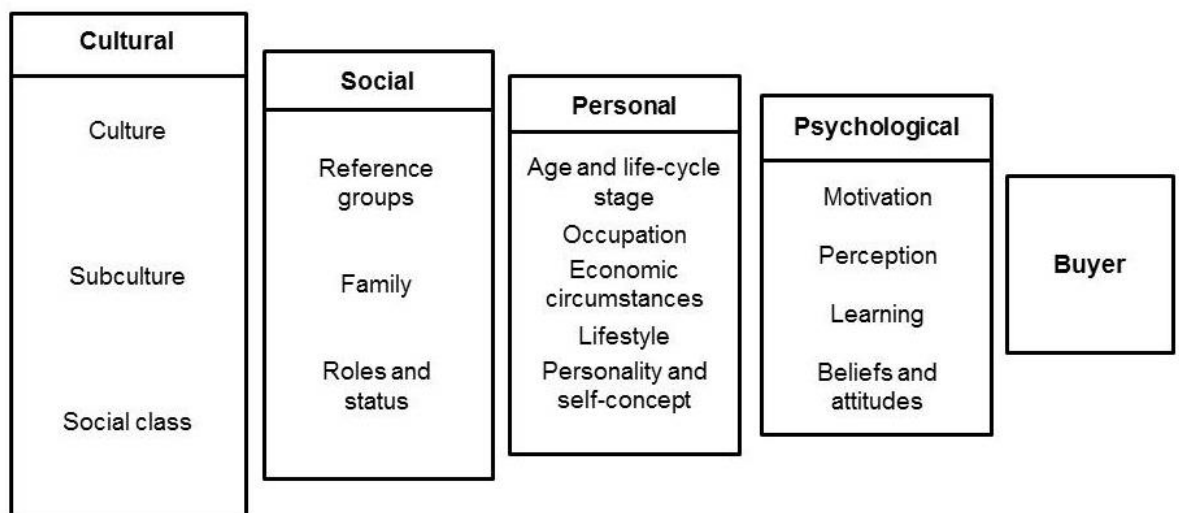 Cultural
Culture
Subculture
Social class
Social
Reference
groups
Family
Roles and
status
Personal
Age and life-cycle
stage
Occupation
Economic
circumstances
Lifestyle
Personality and
self-concept
Psychological
Motivation
Perception
Learning
Beliefs and
attitudes
Buyer